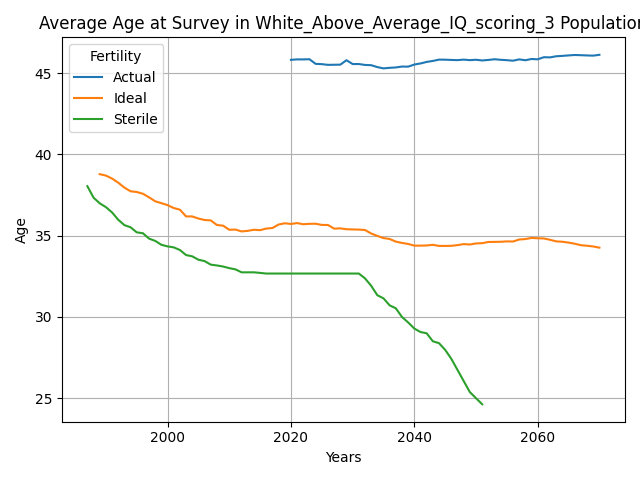 Average Age at Survey in White_Above_Average_IQ_scoring_3 Population
Fertility
Actual
Ideal
Sterile
45
40
35
30
25
Age
2000
2020
2040
2060
Years